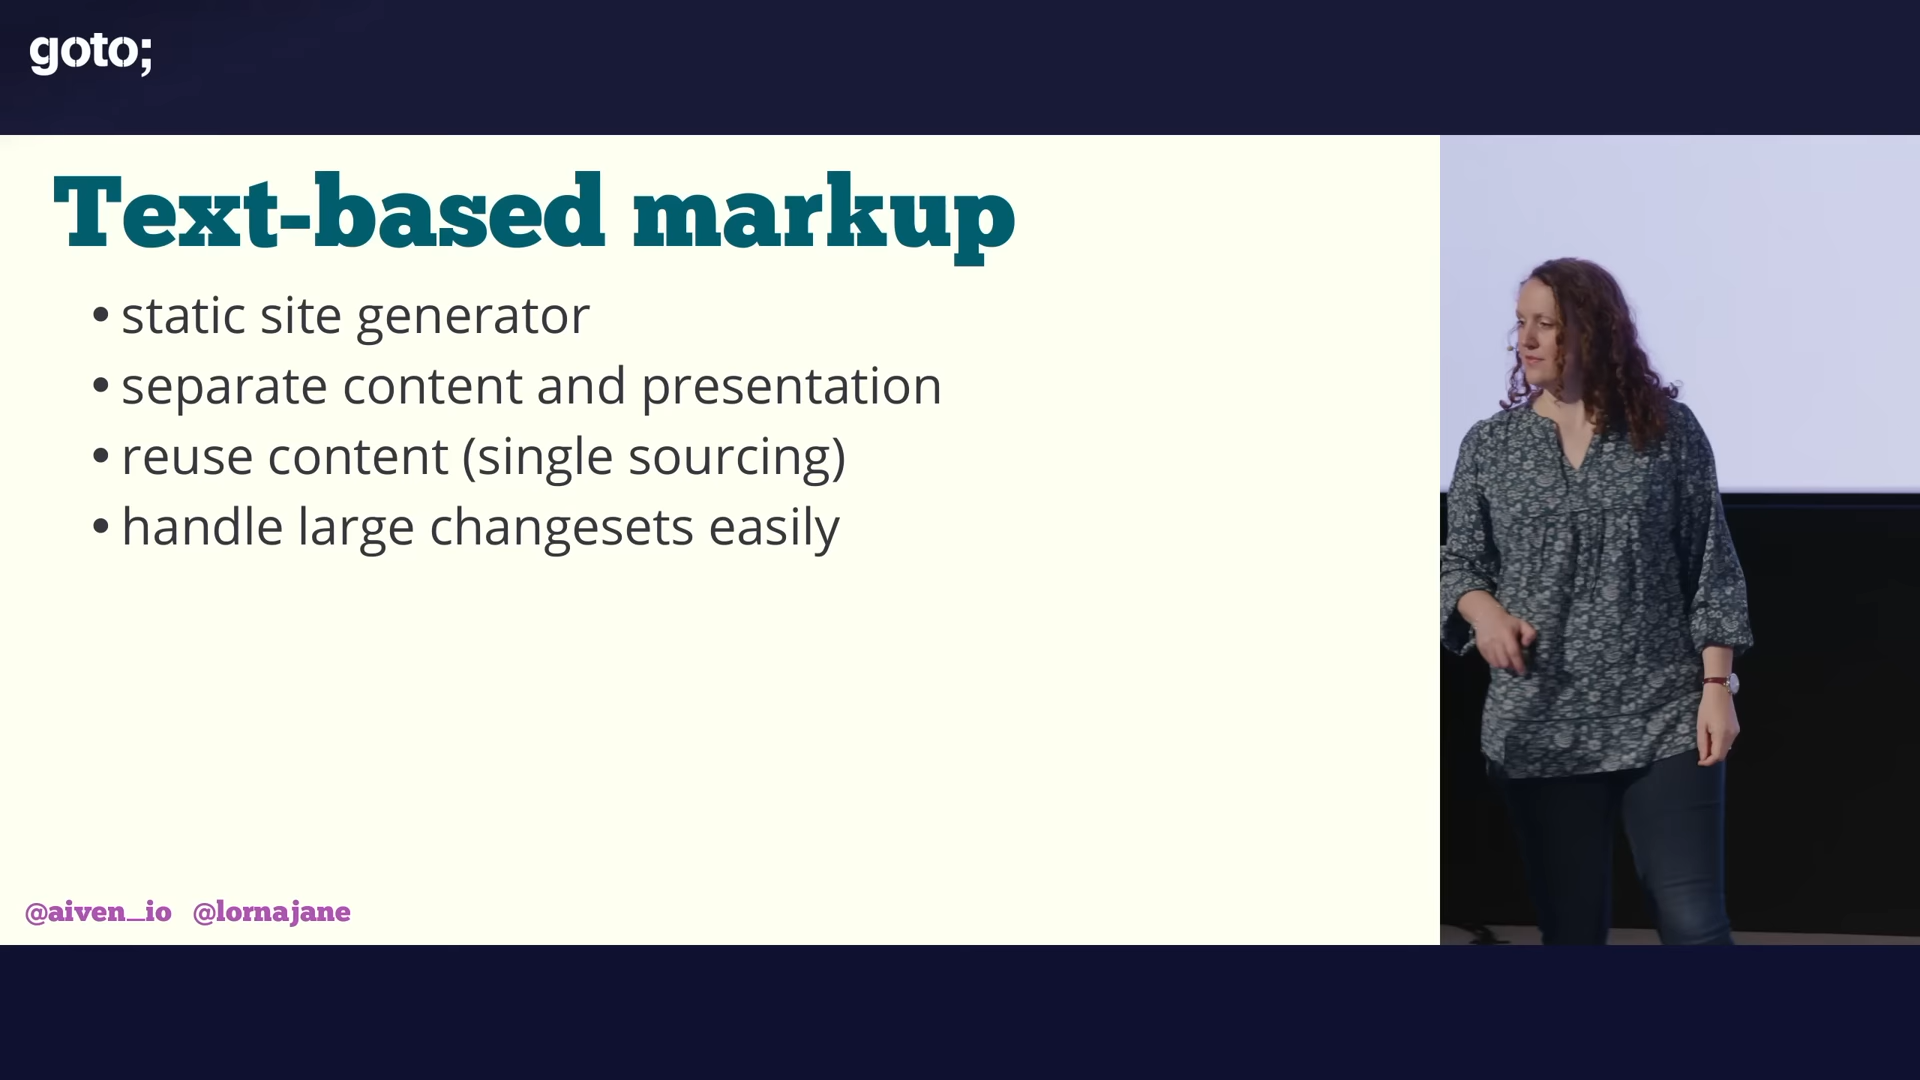 goto;
Text-based markup
• static site generator
• separate content and presentation
• reuse content (single sourcing)
• handle large changesets easily
@aiven_io @lornajane